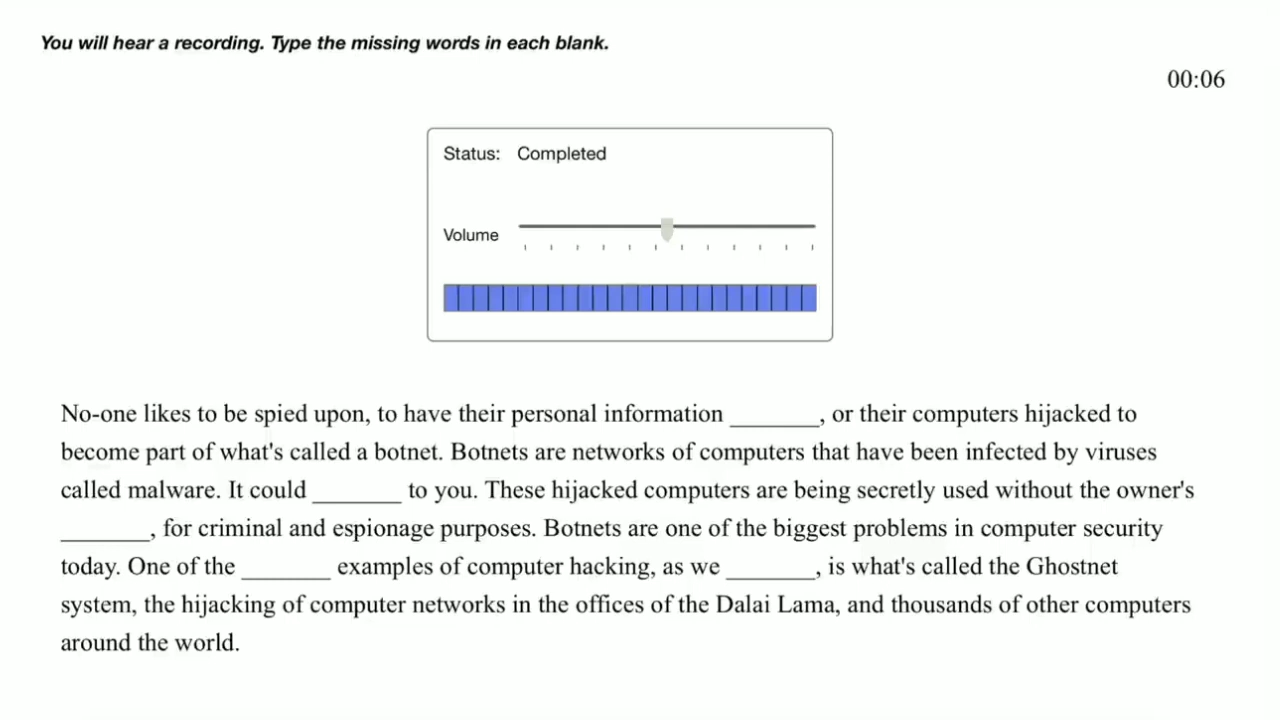 You will hear a recording. Type the missing words in each blank.
00:06
Status: Completed
Volume
No-one likes to be spied upon, to have their personal information _______, or their computers hijacked to
become part of what's called a botnet. Botnets are networks of computers that have been infected by viruses
called malware. It could _______ to you. These hijacked computers are being secretly used without the owner's
_______, for criminal and espionage purposes. Botnets are one of the biggest problems in computer security
today. One of the _______ examples of computer hacking, as we _______, is what's called the Ghostnet
system, the hijacking of computer networks in the offices of the Dalai Lama, and thousands of other computers
around the world.